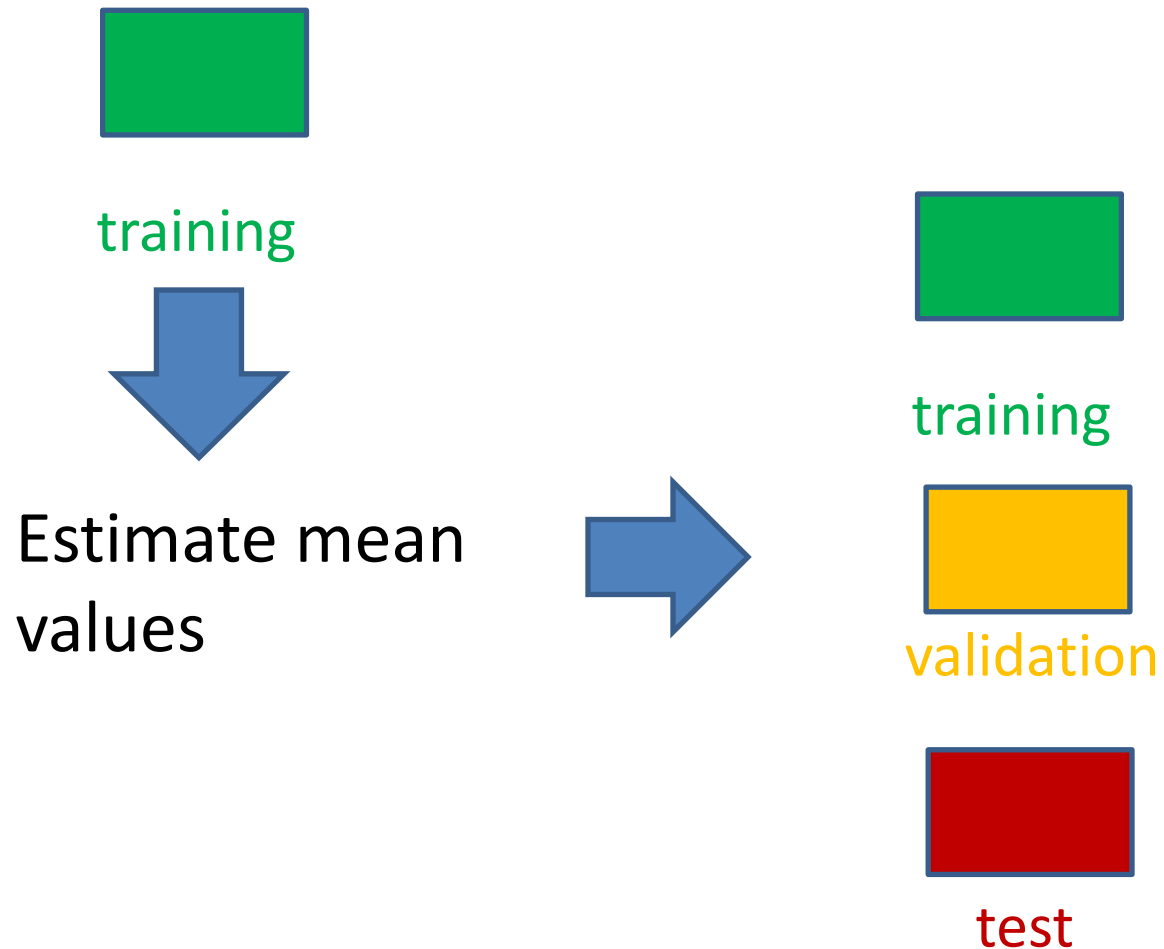 training
Estimate mean
values
training
validation
test